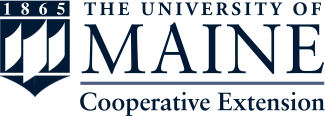 1865
THE UNIVERSITY OF
MAINE
Cooperative Extension